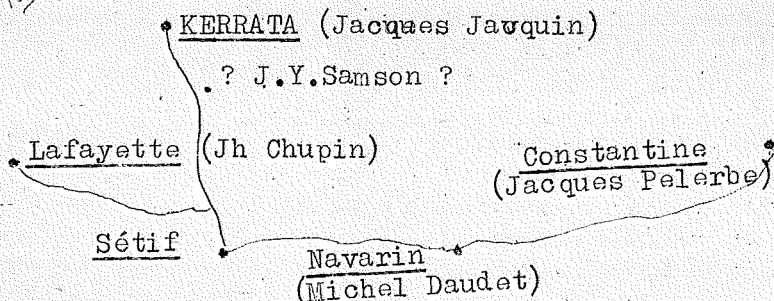 KERRATA (Jacques Jauquin)
? J.Y.Samson ?
Lafayette (Jh Chupin)
Constantine
(Jacques Pelerbe)
Sétif
Navarin
(Michel Daudet)